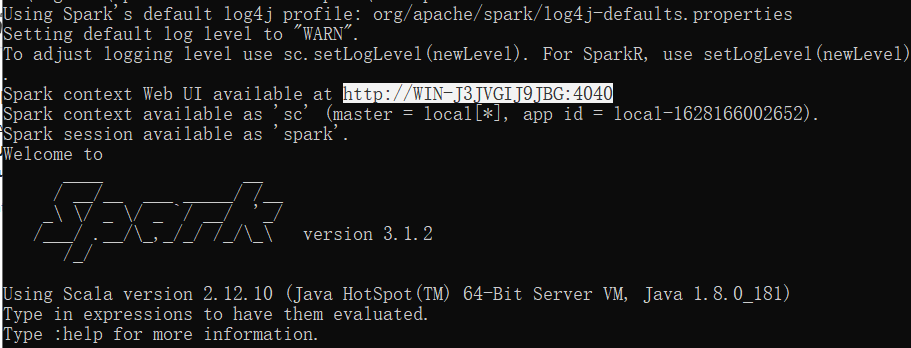 Using Spark's default log4j profile: org/apache/spark/log4j-defaults.properties
Setting default log level to "WARN".
To adjust logging level use sc.setLogLevel(newLevel). For SparkR, use setLogLevel(newLevel)
.
Spark context Web UI available at http://WIN-J3JVGIJ9JBG:4040
Spark context available as 'sc' (master = local[*], app id = local-1628166002652).
Spark session available as 'spark'.
Welcome to
Spark version 3.1.2
Using Scala version 2.12.10 (Java HotSpot(TM) 64-Bit Server VM, Java 1.8.0_181)
Type in expressions to have them evaluated.
Type :help for more information.